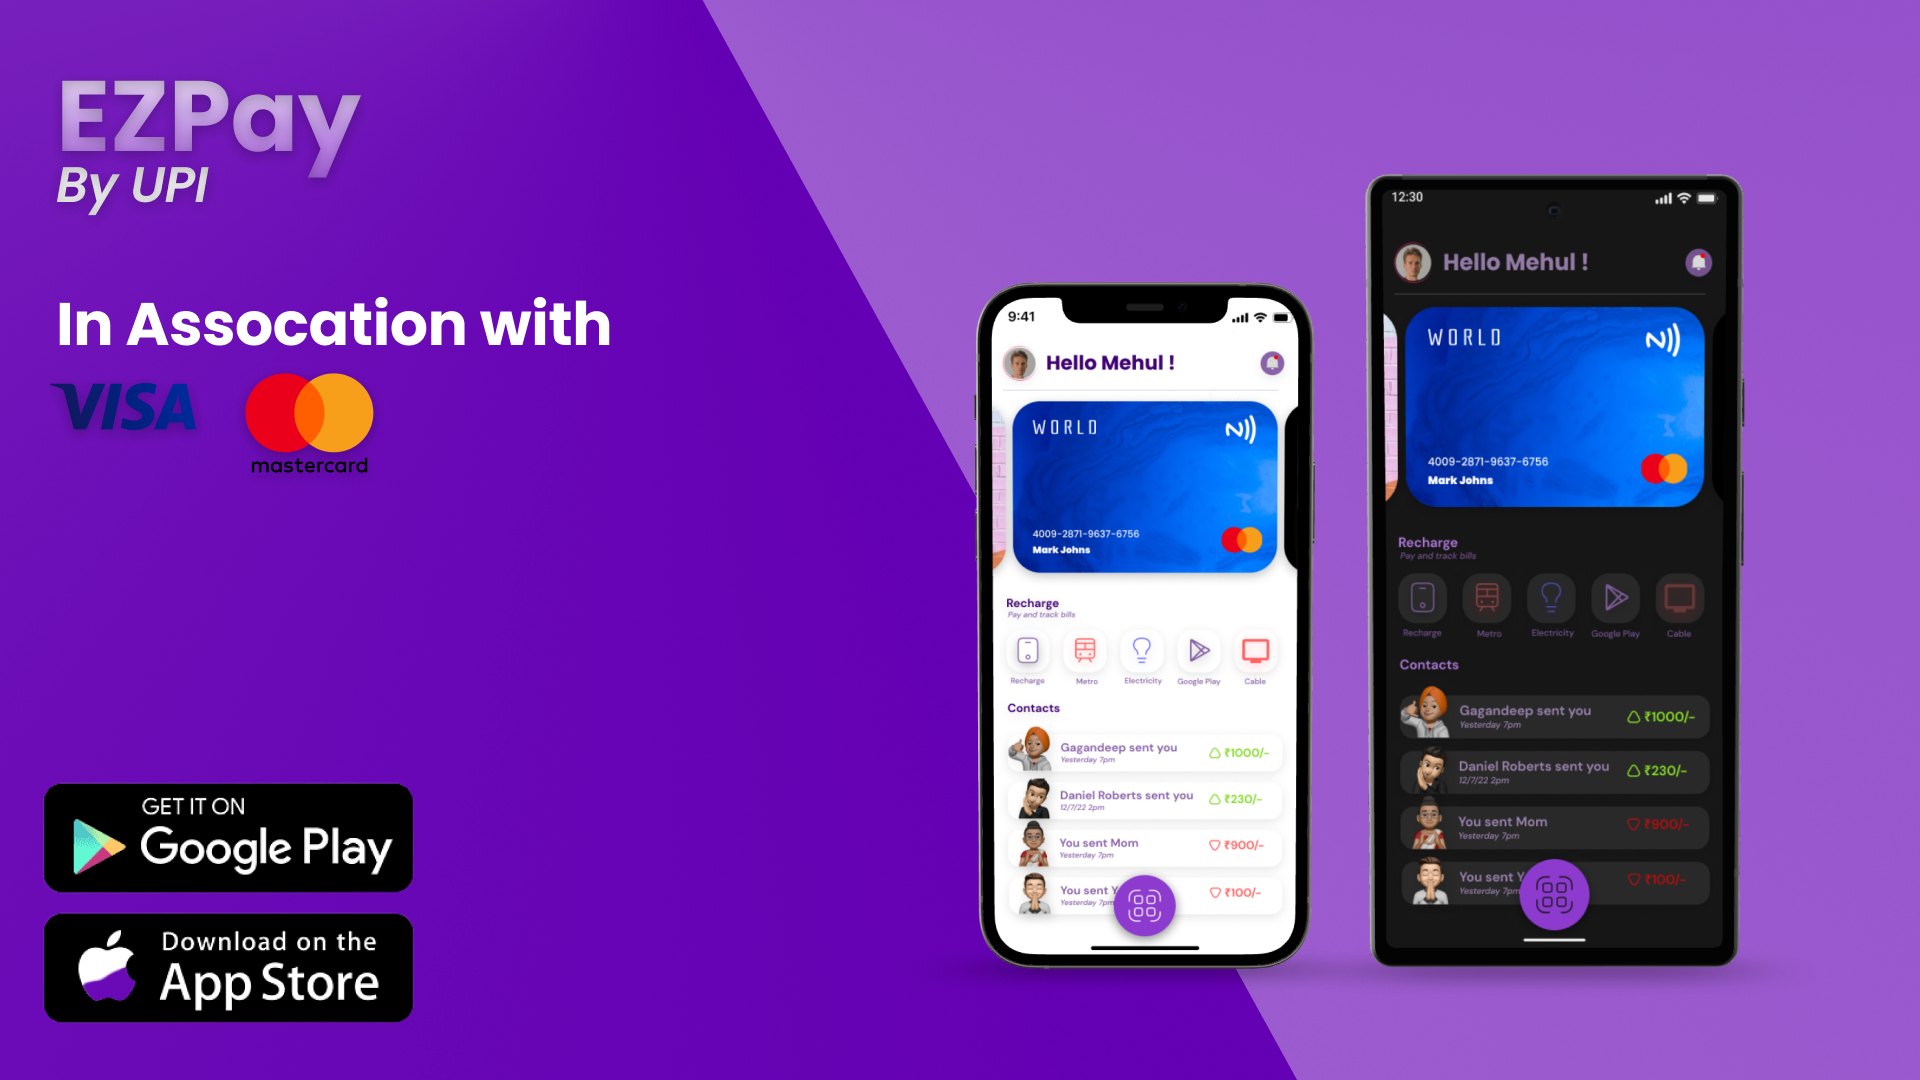 EZPay
By UPI
In Assocation with
VISA
mastercard
GET IT ON
Google Play
Download on the
App Store
9:41
Hello Mehul !
WORLD
4009-2871-9637-6756
Mark Johns
Recharge
Pay and track bills
Recharge
Metro
Electricity
Google Play
Cable
Contacts
Gagandeep sent you
₹1000/-
Yesterday 7pm
Daniel Roberts sent you
₹230/-
12/7/22 2pm
You sent Mom
₹900/-
Yesterday 7pm
You sent Y
₹100/-
Yesterday 7pm
12:30
Hello Mehul !
WORLD
4009-2871-9637-6756
Mark Johns
Recharge
Pay and track bills
Recharge
Metro
Electricity
Google Play
Cable
Contacts
Gagandeep sent you
₹1000/-
Yesterday 7pm
Daniel Roberts sent you
₹230/-
12/7/22 2pm
You sent Mom
₹900/-
Yesterday 7pm
You sent Y
₹100/-
Yesterday 7pm